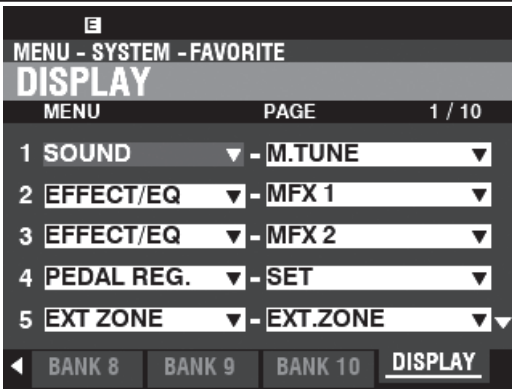 E
MENU - SYSTEM - FAVORITE
DISPLAY
MENU PAGE 1 / 10
1 SOUND ▼ - M.TUNE ▼
2 EFFECT/EQ ▼ - MFX 1 ▼
3 EFFECT/EQ ▼ - MFX 2 ▼
4 PEDAL REG. ▼ - SET ▼
5 EXT ZONE ▼ - EXT.ZONE ▼
BANK 8 BANK 9 BANK 10 DISPLAY